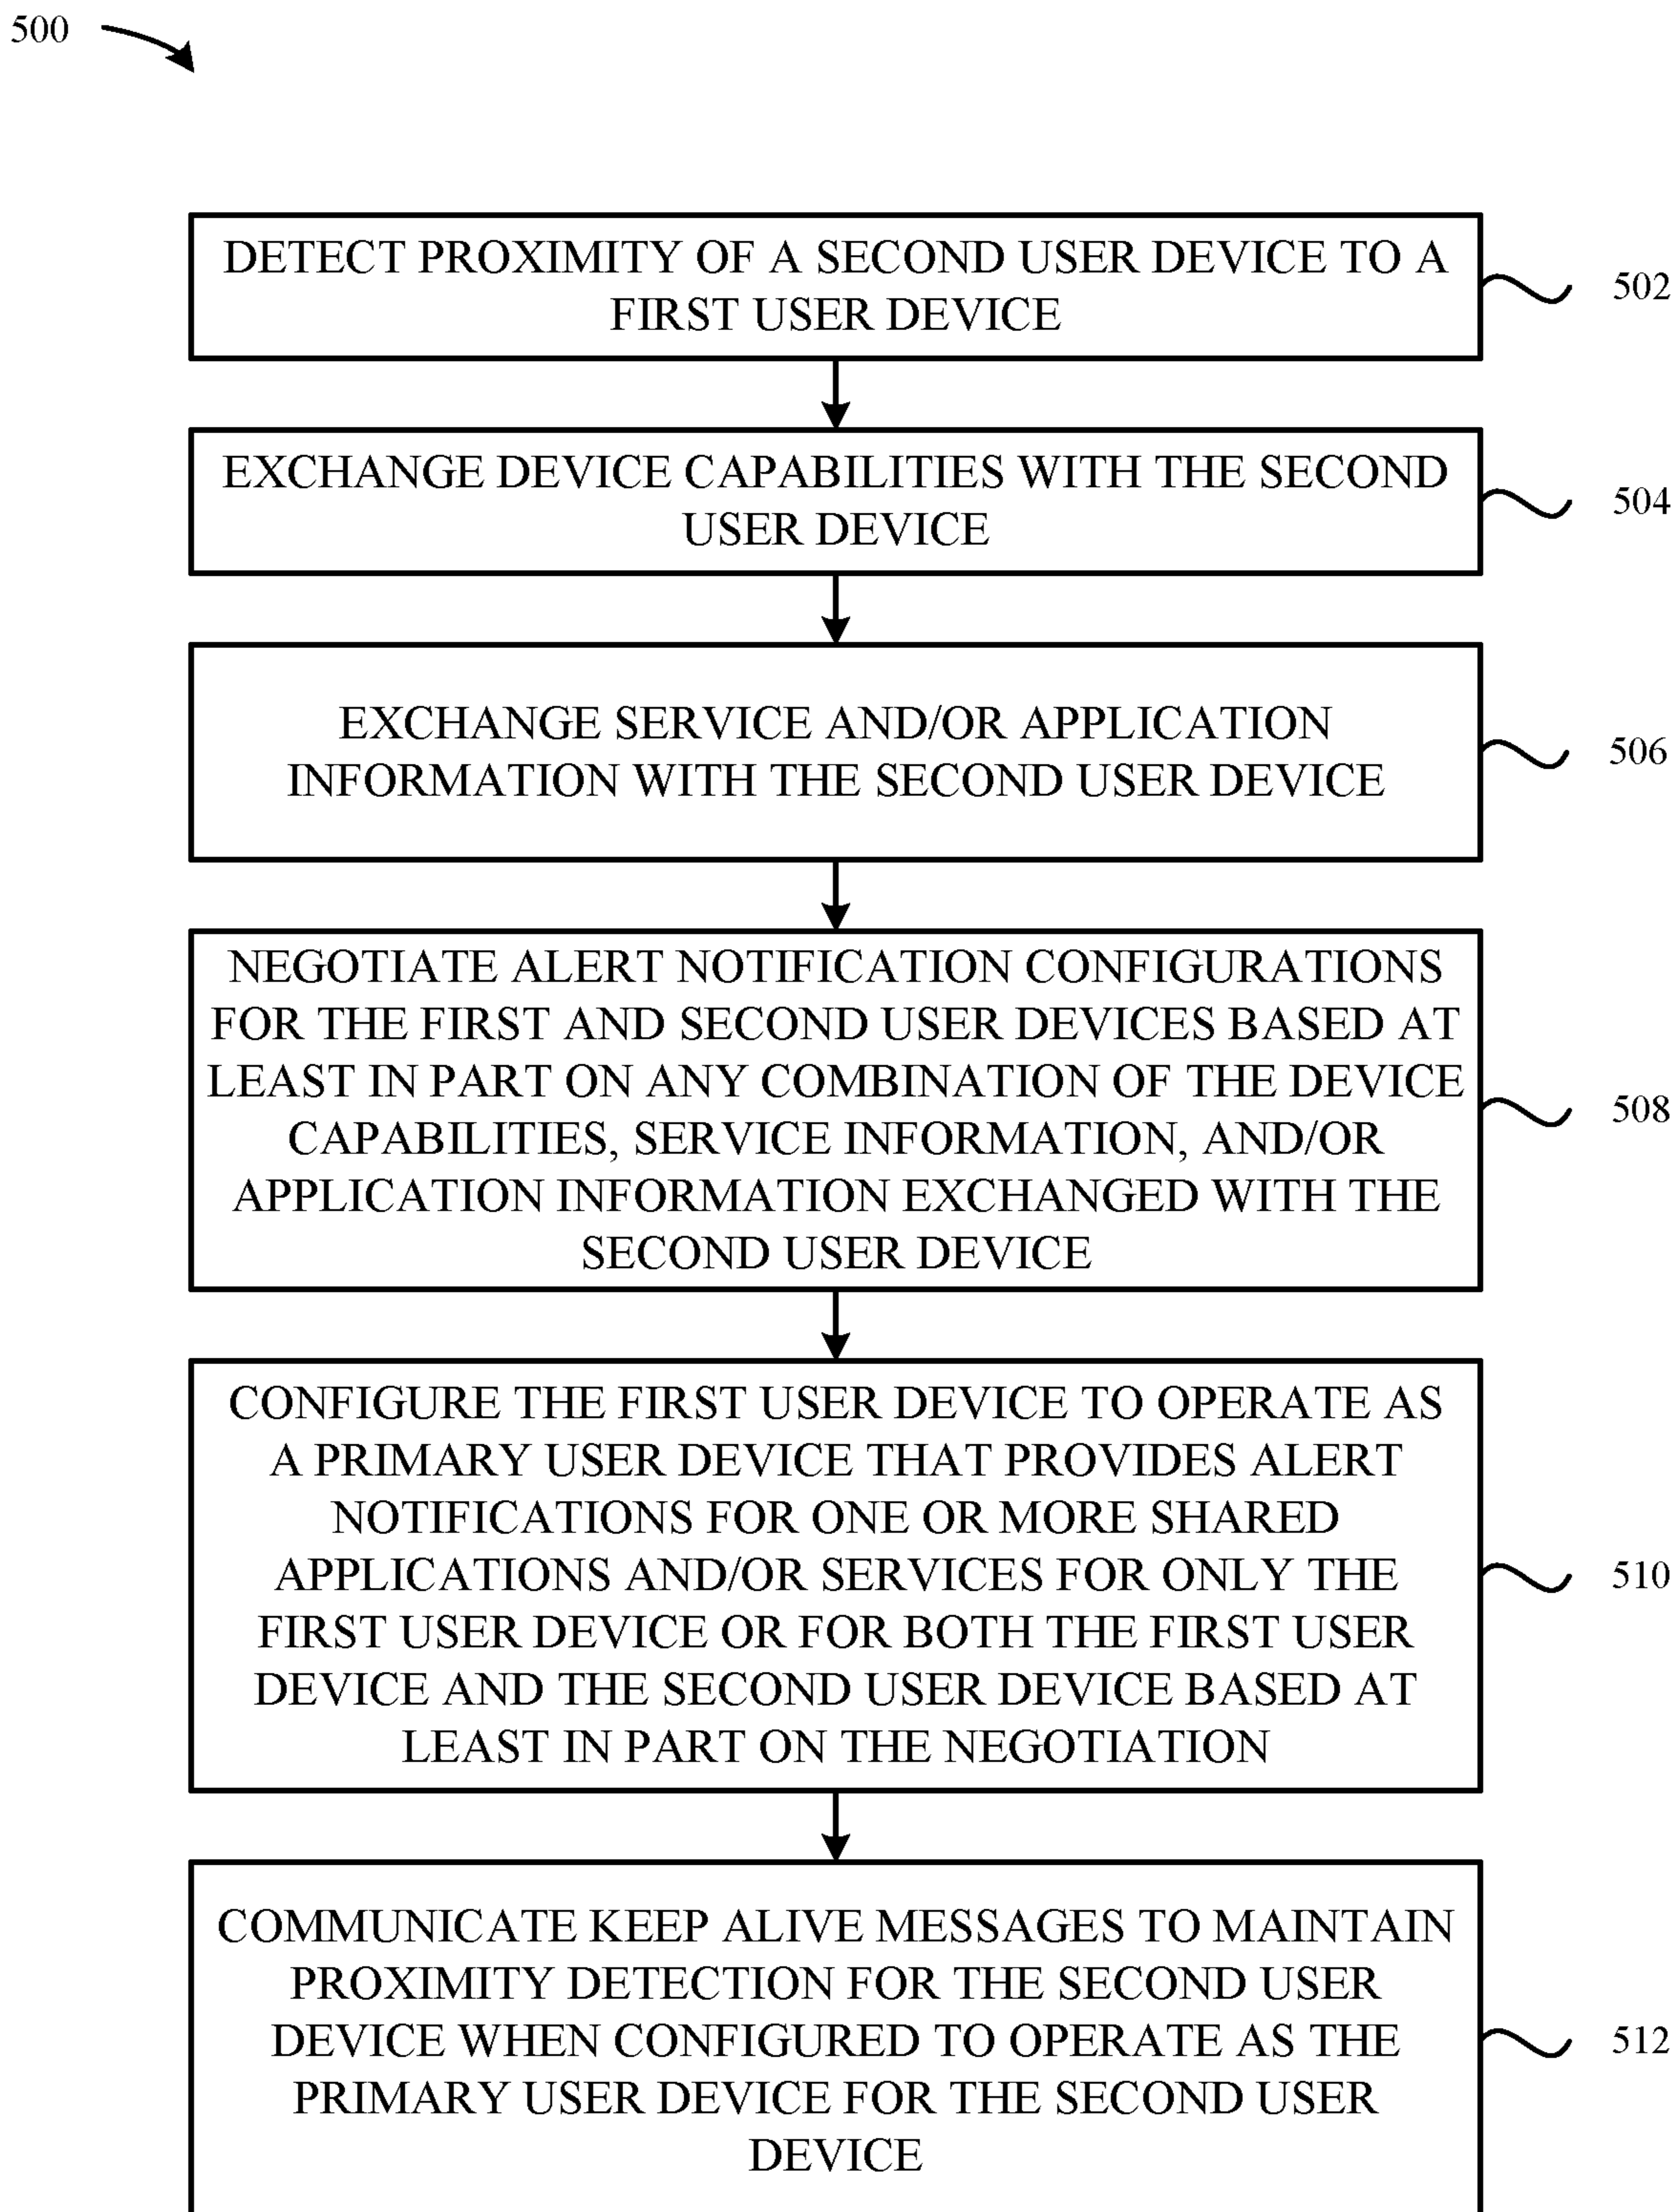 500
DETECT PROXIMITY OF A SECOND USER DEVICE TO A
FIRST USER DEVICE
502
EXCHANGE DEVICE CAPABILITIES WITH THE SECOND
USER DEVICE
504
EXCHANGE SERVICE AND/OR APPLICATION
INFORMATION WITH THE SECOND USER DEVICE
506
NEGOTIATE ALERT NOTIFICATION CONFIGURATIONS
FOR THE FIRST AND SECOND USER DEVICES BASED AT
LEAST IN PART ON ANY COMBINATION OF THE DEVICE
CAPABILITIES, SERVICE INFORMATION, AND/OR
APPLICATION INFORMATION EXCHANGED WITH THE
SECOND USER DEVICE
508
CONFIGURE THE FIRST USER DEVICE TO OPERATE AS
A PRIMARY USER DEVICE THAT PROVIDES ALERT
NOTIFICATIONS FOR ONE OR MORE SHARED
APPLICATIONS AND/OR SERVICES FOR ONLY THE
FIRST USER DEVICE OR FOR BOTH THE FIRST USER
DEVICE AND THE SECOND USER DEVICE BASED AT
LEAST IN PART ON THE NEGOTIATION
510
COMMUNICATE KEEP ALIVE MESSAGES TO MAINTAIN
PROXIMITY DETECTION FOR THE SECOND USER
DEVICE WHEN CONFIGURED TO OPERATE AS THE
PRIMARY USER DEVICE FOR THE SECOND USER
DEVICE
512